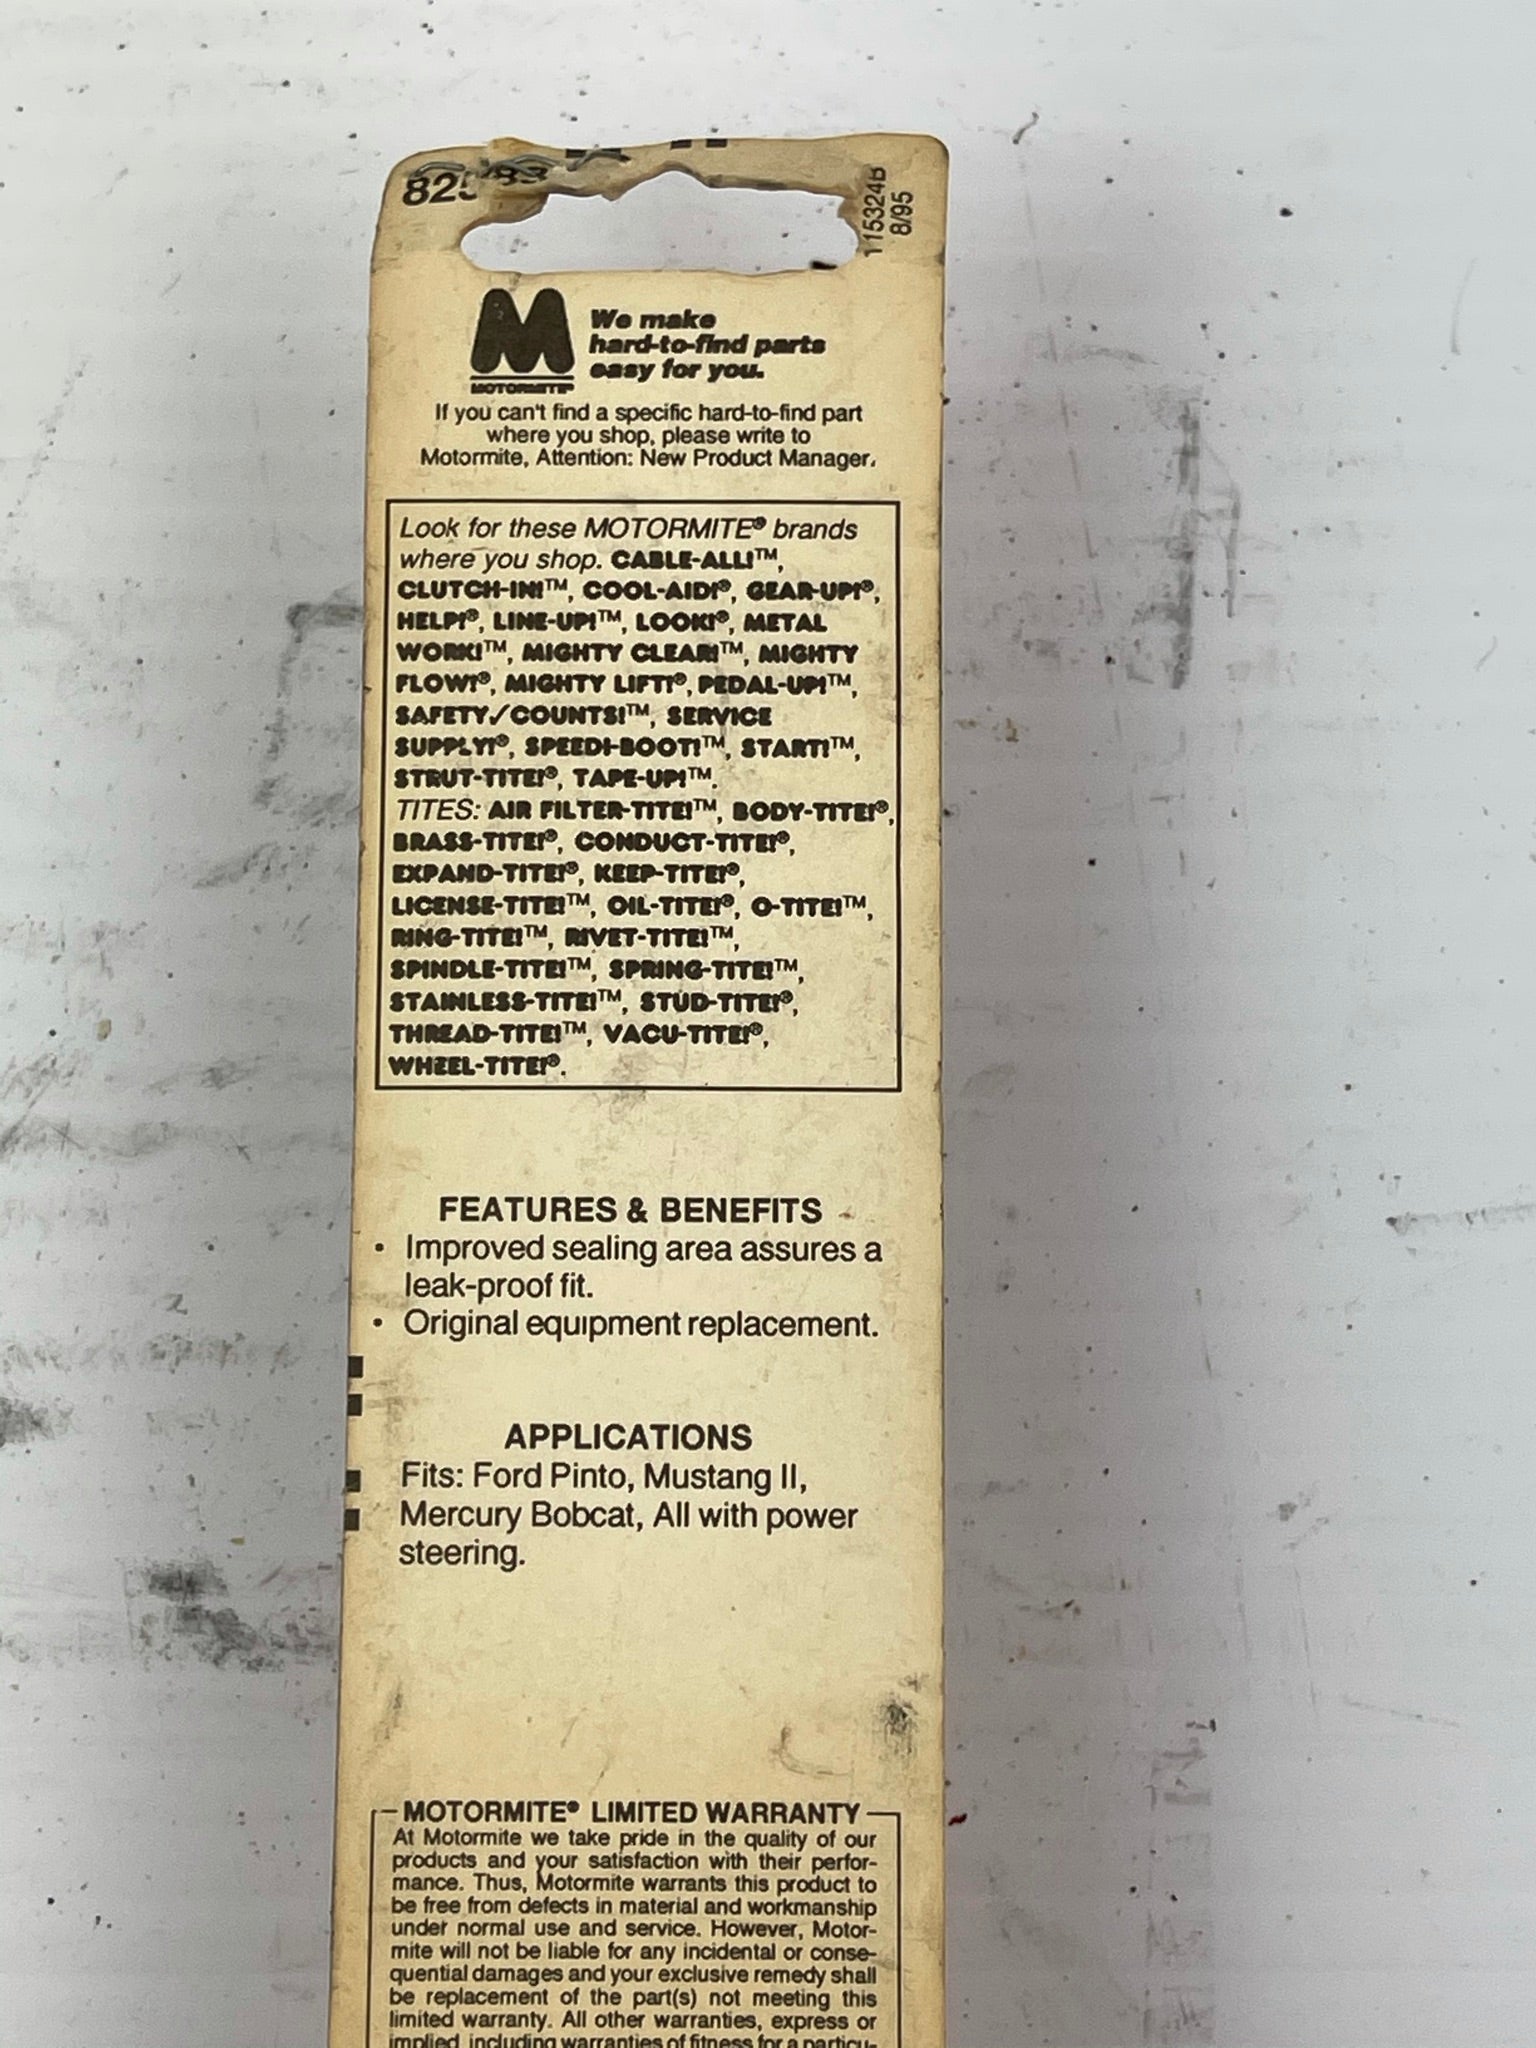 115324B
8/95
MOTORMITE®
We make
hard-to-find parts
easy for you.
If you can't find a specific hard-to-find part
where you shop, please write to
Motormite, Attention: New Product Manager.
Look for these MOTORMITE® brands
where you shop. CABLE-ALL!™,
CLUTCH-IN!™, COOL-AID!®, GEAR-UP!®,
HELP!®, LINE-UP!™, LOOK!®, METAL
WORK!™, MIGHTY CLEAR!™, MIGHTY
FLOW!®, MIGHTY LIFT!®, PEDAL-UP!™,
SAFETY✓COUNTS!™, SERVICE
SUPPLY!®, SPEEDI-BOOT!™, START!™,
STRUT-TITE!®, TAPE-UP!™.
TITES: AIR FILTER-TITE!™, BODY-TITE!®,
BRASS-TITE!®, CONDUCT-TITE!®,
EXPAND-TITE!®, KEEP-TITE!®,
LICENSE-TITE!™, OIL-TITE!®, O-TITE!™,
RING-TITE!™, RIVET-TITE!™,
SPINDLE-TITE!™, SPRING-TITE!™,
STAINLESS-TITE!™, STUD-TITE!®,
THREAD-TITE!™, VACU-TITE!®,
WHEEL-TITE!®.
FEATURES & BENEFITS
• Improved sealing area assures a
leak-proof fit.
• Original equipment replacement.
APPLICATIONS
Fits: Ford Pinto, Mustang II,
Mercury Bobcat, All with power
steering.
MOTORMITE® LIMITED WARRANTY
At Motormite we take pride in the quality of our
products and your satisfaction with their perfor-
mance. Thus, Motormite warrants this product to
be free from defects in material and workmanship
under normal use and service. However, Motor-
mite will not be liable for any incidental or conse-
quential damages and your exclusive remedy shall
be replacement of the part(s) not meeting this
limited warranty. All other warranties, express or
implied, including warranties of fitness for a particu-